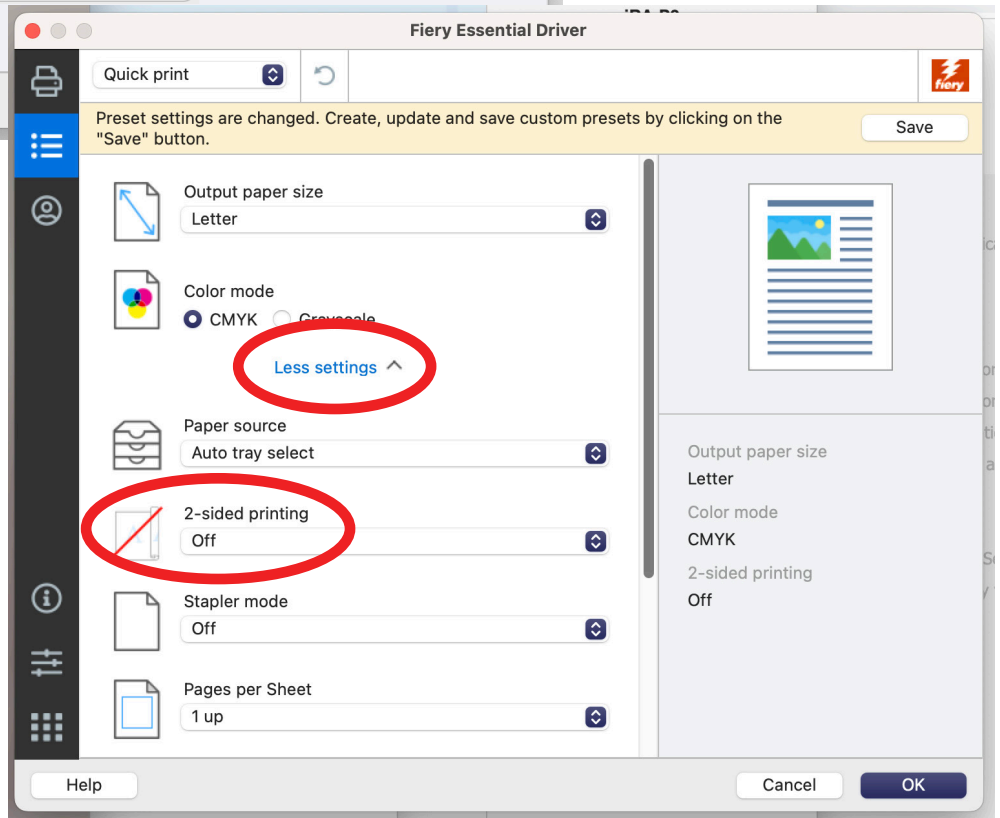 Fiery Essential Driver
Quick print
fiery
Preset settings are changed. Create, update and save custom presets by clicking on the
"Save" button.
Save
Output paper size
Letter
Color mode
CMYK Grayscale
Less settings
Paper source
Auto tray select
2-sided printing
Off
Stapler mode
Off
Pages per Sheet
1 up
Output paper size
Letter
Color mode
CMYK
2-sided printing
Off
Help
Cancel
OK